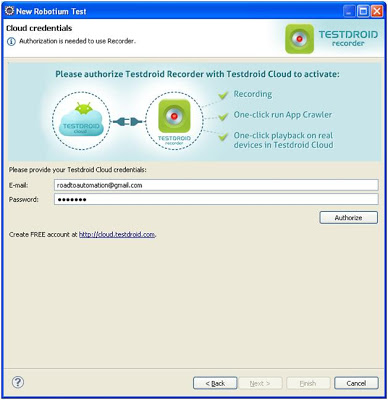 New Robotium Test
Cloud credentials
Authorization is needed to use Recorder.
TESTDROID
recorder
Please authorize Testdroid Recorder with Testdroid Cloud to activate:
TESTDROID
cloud
TESTDROID
recorder
Recording
One-click run App Crawler
One-click playback on real
devices in Testdroid Cloud
Please provide your Testdroid Cloud credentials:
E-mail: roadtoautomation@gmail.com
Password: •••••••
Authorize
Create FREE account at http://cloud.testdroid.com.
? < Back Next > Finish Cancel